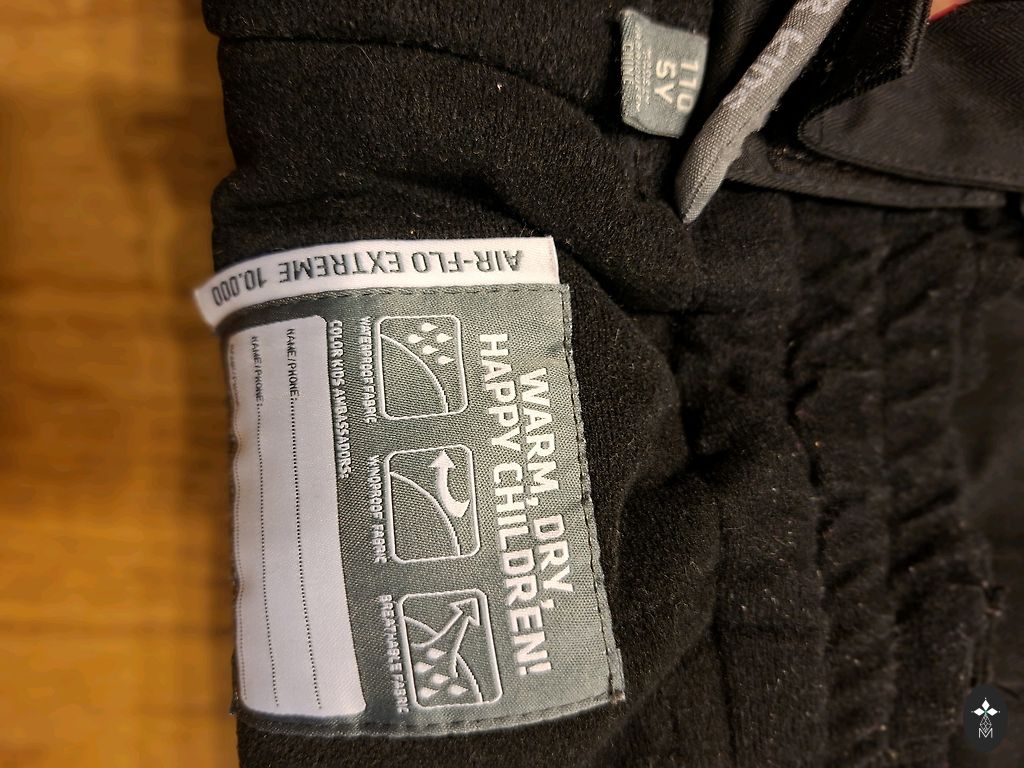 110
5Y
AIR-FLO EXTREME 10.000
WARM, DRY,
HAPPY CHILDREN!
WATERPROOF FABRIC
WINDPROOF FABRIC
BREATABLE FABRIC
COLOR KIDS AMBASSADORS:
NAME/PHONE:
NAME/PHONE: